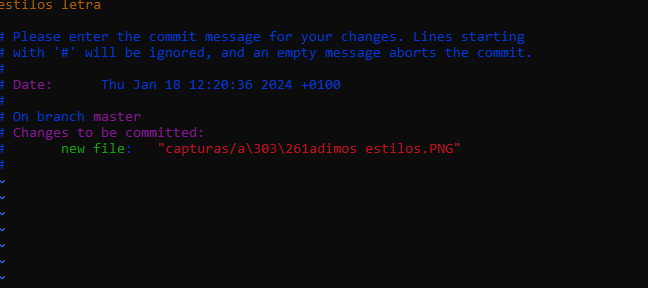 estilos letra
# Please enter the commit message for your changes. Lines starting
# with '#' will be ignored, and an empty message aborts the commit.
#
# Date:      Thu Jan 18 12:20:36 2024 +0100
#
# On branch master
# Changes to be committed:
#       new file:   "capturas/a\303\261adimos estilos.PNG"
#
~
~
~
~
~
~
~